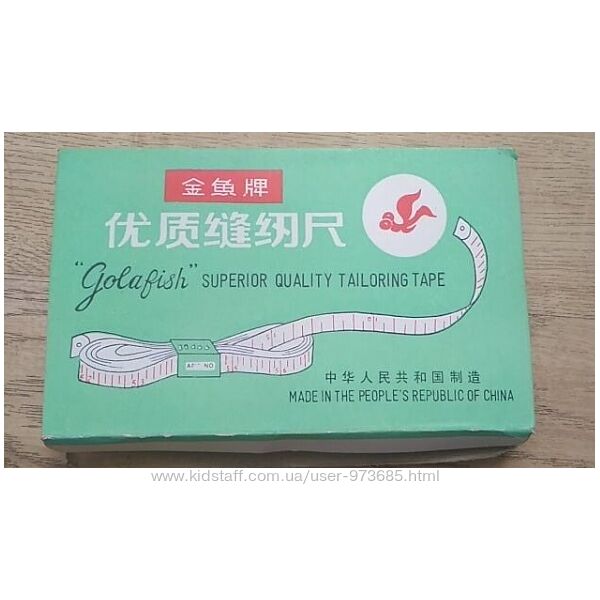 金魚牌
优质缝纫尺
"Goldfish" SUPERIOR QUALITY TAILORING TAPE
中华人民共和国制造
MADE IN THE PEOPLE'S REPUBLIC OF CHINA
www.kidstaff.com.ua/user-973685.html